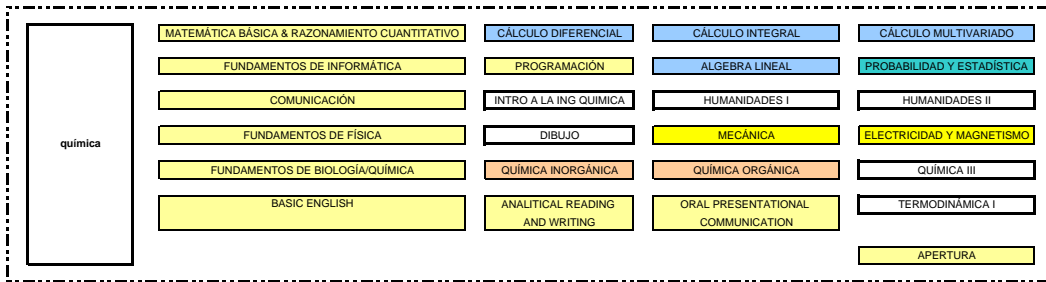 MATEMÁTICA BÁSICA & RAZONAMIENTO CUANTITATIVO CÁLCULO DIFERENCIAL CÁLCULO INTEGRAL CÁLCULO MULTIVARIADO
FUNDAMENTOS DE INFORMÁTICA PROGRAMACIÓN ALGEBRA LINEAL PROBABILIDAD Y ESTADÍSTICA
COMUNICACIÓN INTRO A LA ING QUIMICA HUMANIDADES I HUMANIDADES II
química FUNDAMENTOS DE FÍSICA DIBUJO MECÁNICA ELECTRICIDAD Y MAGNETISMO
FUNDAMENTOS DE BIOLOGÍA/QUÍMICA QUÍMICA INORGÁNICA QUÍMICA ORGÁNICA QUÍMICA III
BASIC ENGLISH ANALITICAL READING ORAL PRESENTATIONAL TERMODINÁMICA I
AND WRITING COMMUNICATION
APERTURA